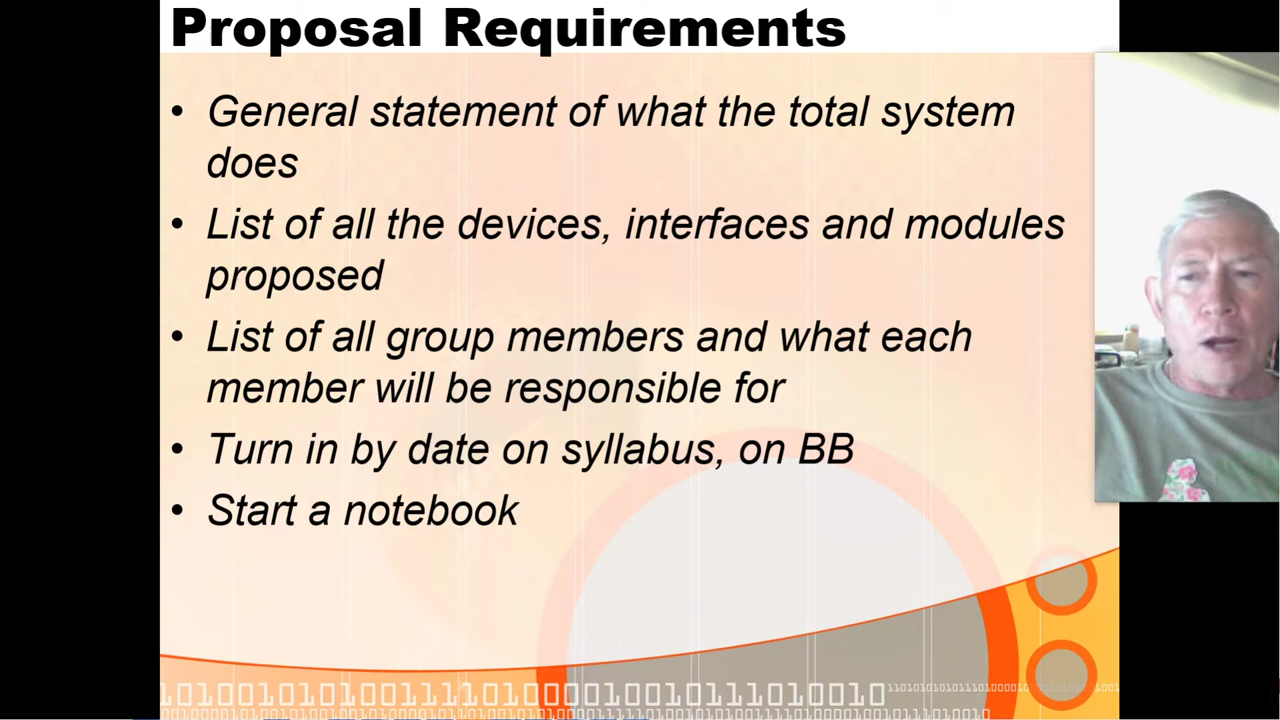 Proposal Requirements
• General statement of what the total system
does
• List of all the devices, interfaces and modules
proposed
• List of all group members and what each
member will be responsible for
• Turn in by date on syllabus, on BB
• Start a notebook